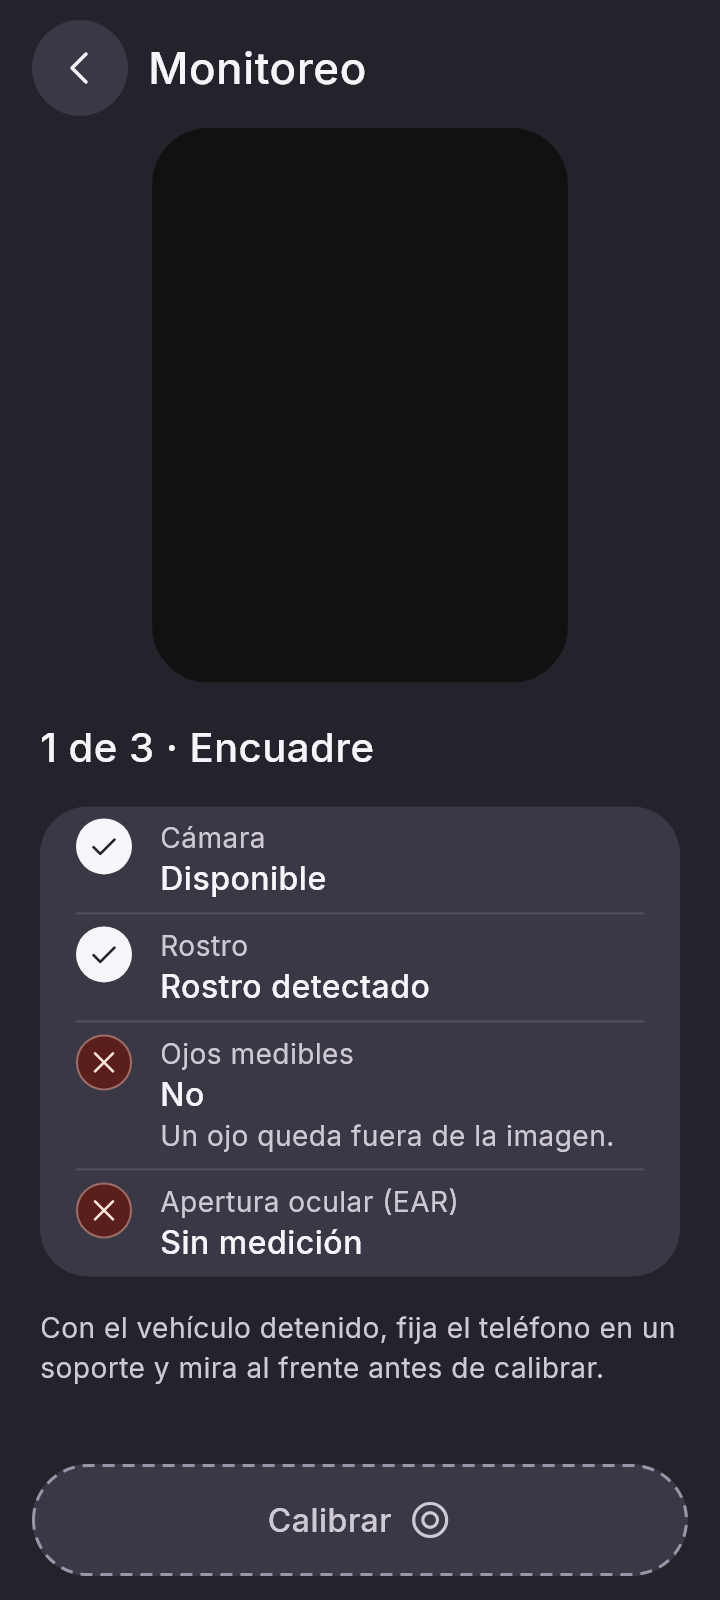 Monitoreo
1 de 3 · Encuadre
Cámara
Disponible
Rostro
Rostro detectado
Ojos medibles
No
Un ojo queda fuera de la imagen.
Apertura ocular (EAR)
Sin medición
Con el vehículo detenido, fija el teléfono en un
soporte y mira al frente antes de calibrar.
Calibrar